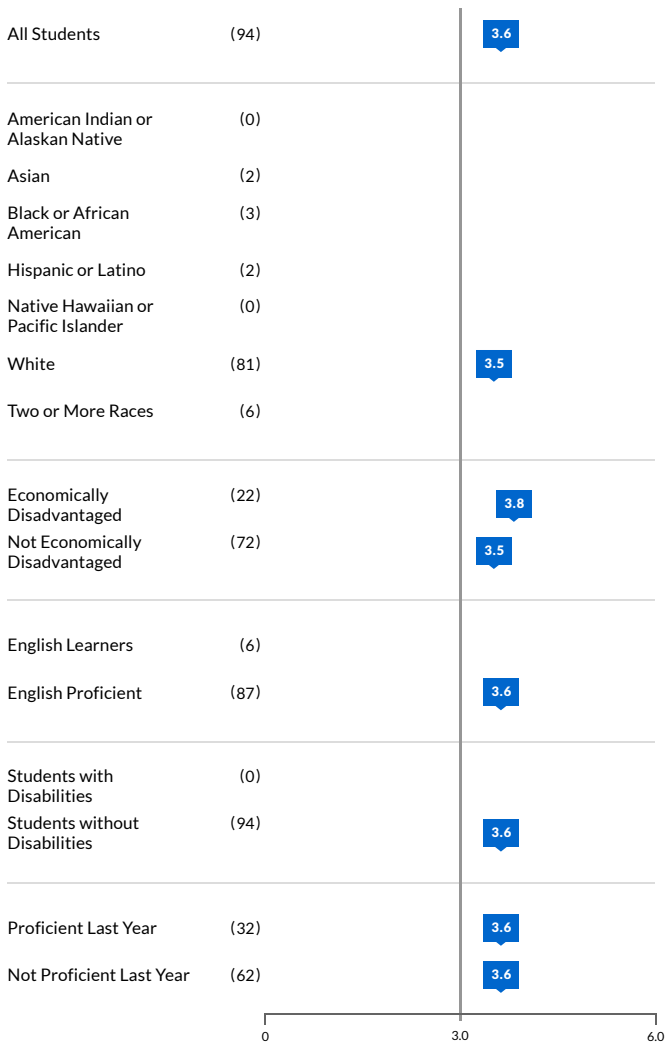 All Students (94) 3.6
American Indian or (0)
Alaskan Native
Asian (2)
Black or African (3)
American
Hispanic or Latino (2)
Native Hawaiian or (0)
Pacific Islander
White (81) 3.5
Two or More Races (6)
Economically (22) 3.8
Disadvantaged
Not Economically (72) 3.5
Disadvantaged
English Learners (6)
English Proficient (87) 3.6
Students with (0)
Disabilities
Students without (94) 3.6
Disabilities
Proficient Last Year (32) 3.6
Not Proficient Last Year (62) 3.6
0 3.0 6.0